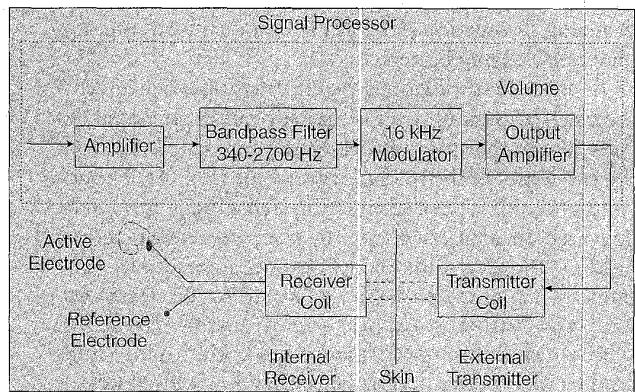 Signal Processor
Volume
Amplifier
Bandpass Filter
340-2700 Hz
16 kHz
Modulator
Output
Amplifier
Active
Electrode
Receiver
Coil
Transmitter
Coil
Reference
Electrode
Internal
Receiver
Skin
External
Transmitter